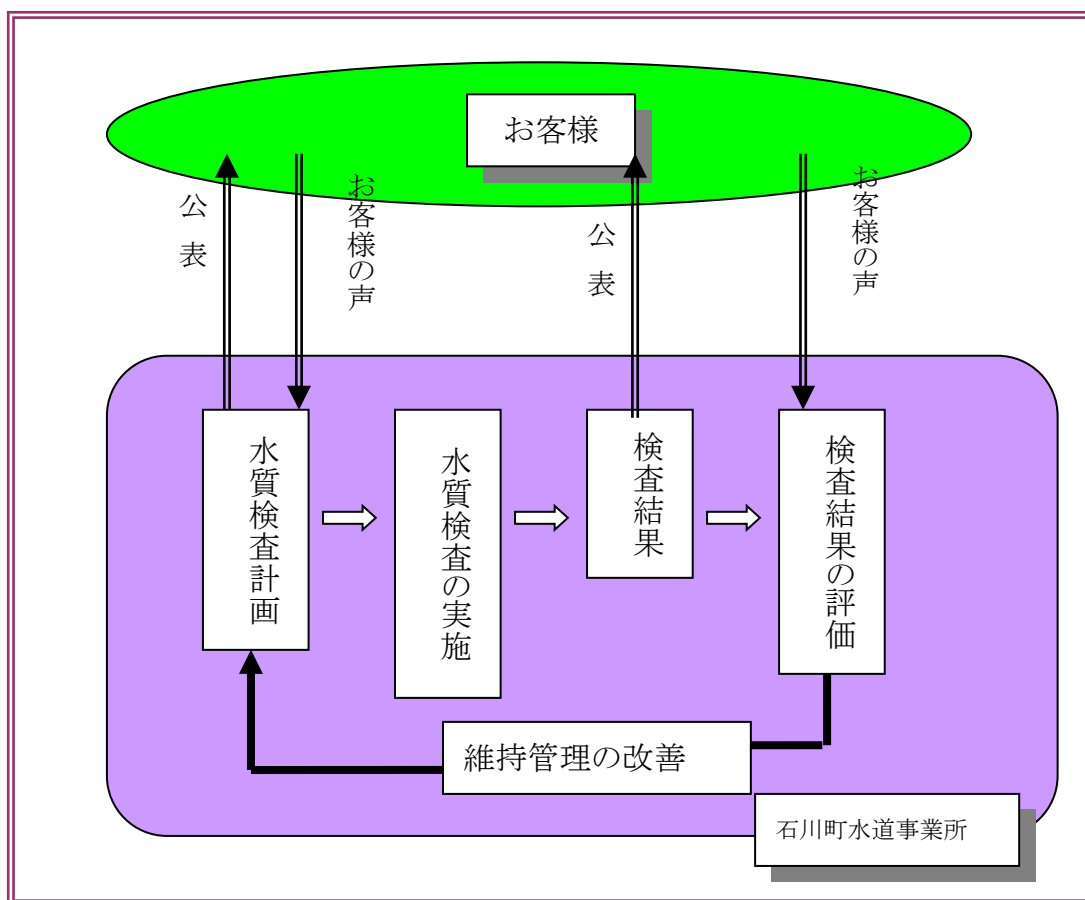 お客様
公表
お客様の声
公表
お客様の声
水質検査計画
水質検査の実施
検査結果
検査結果の評価
維持管理の改善
石川町水道事業所